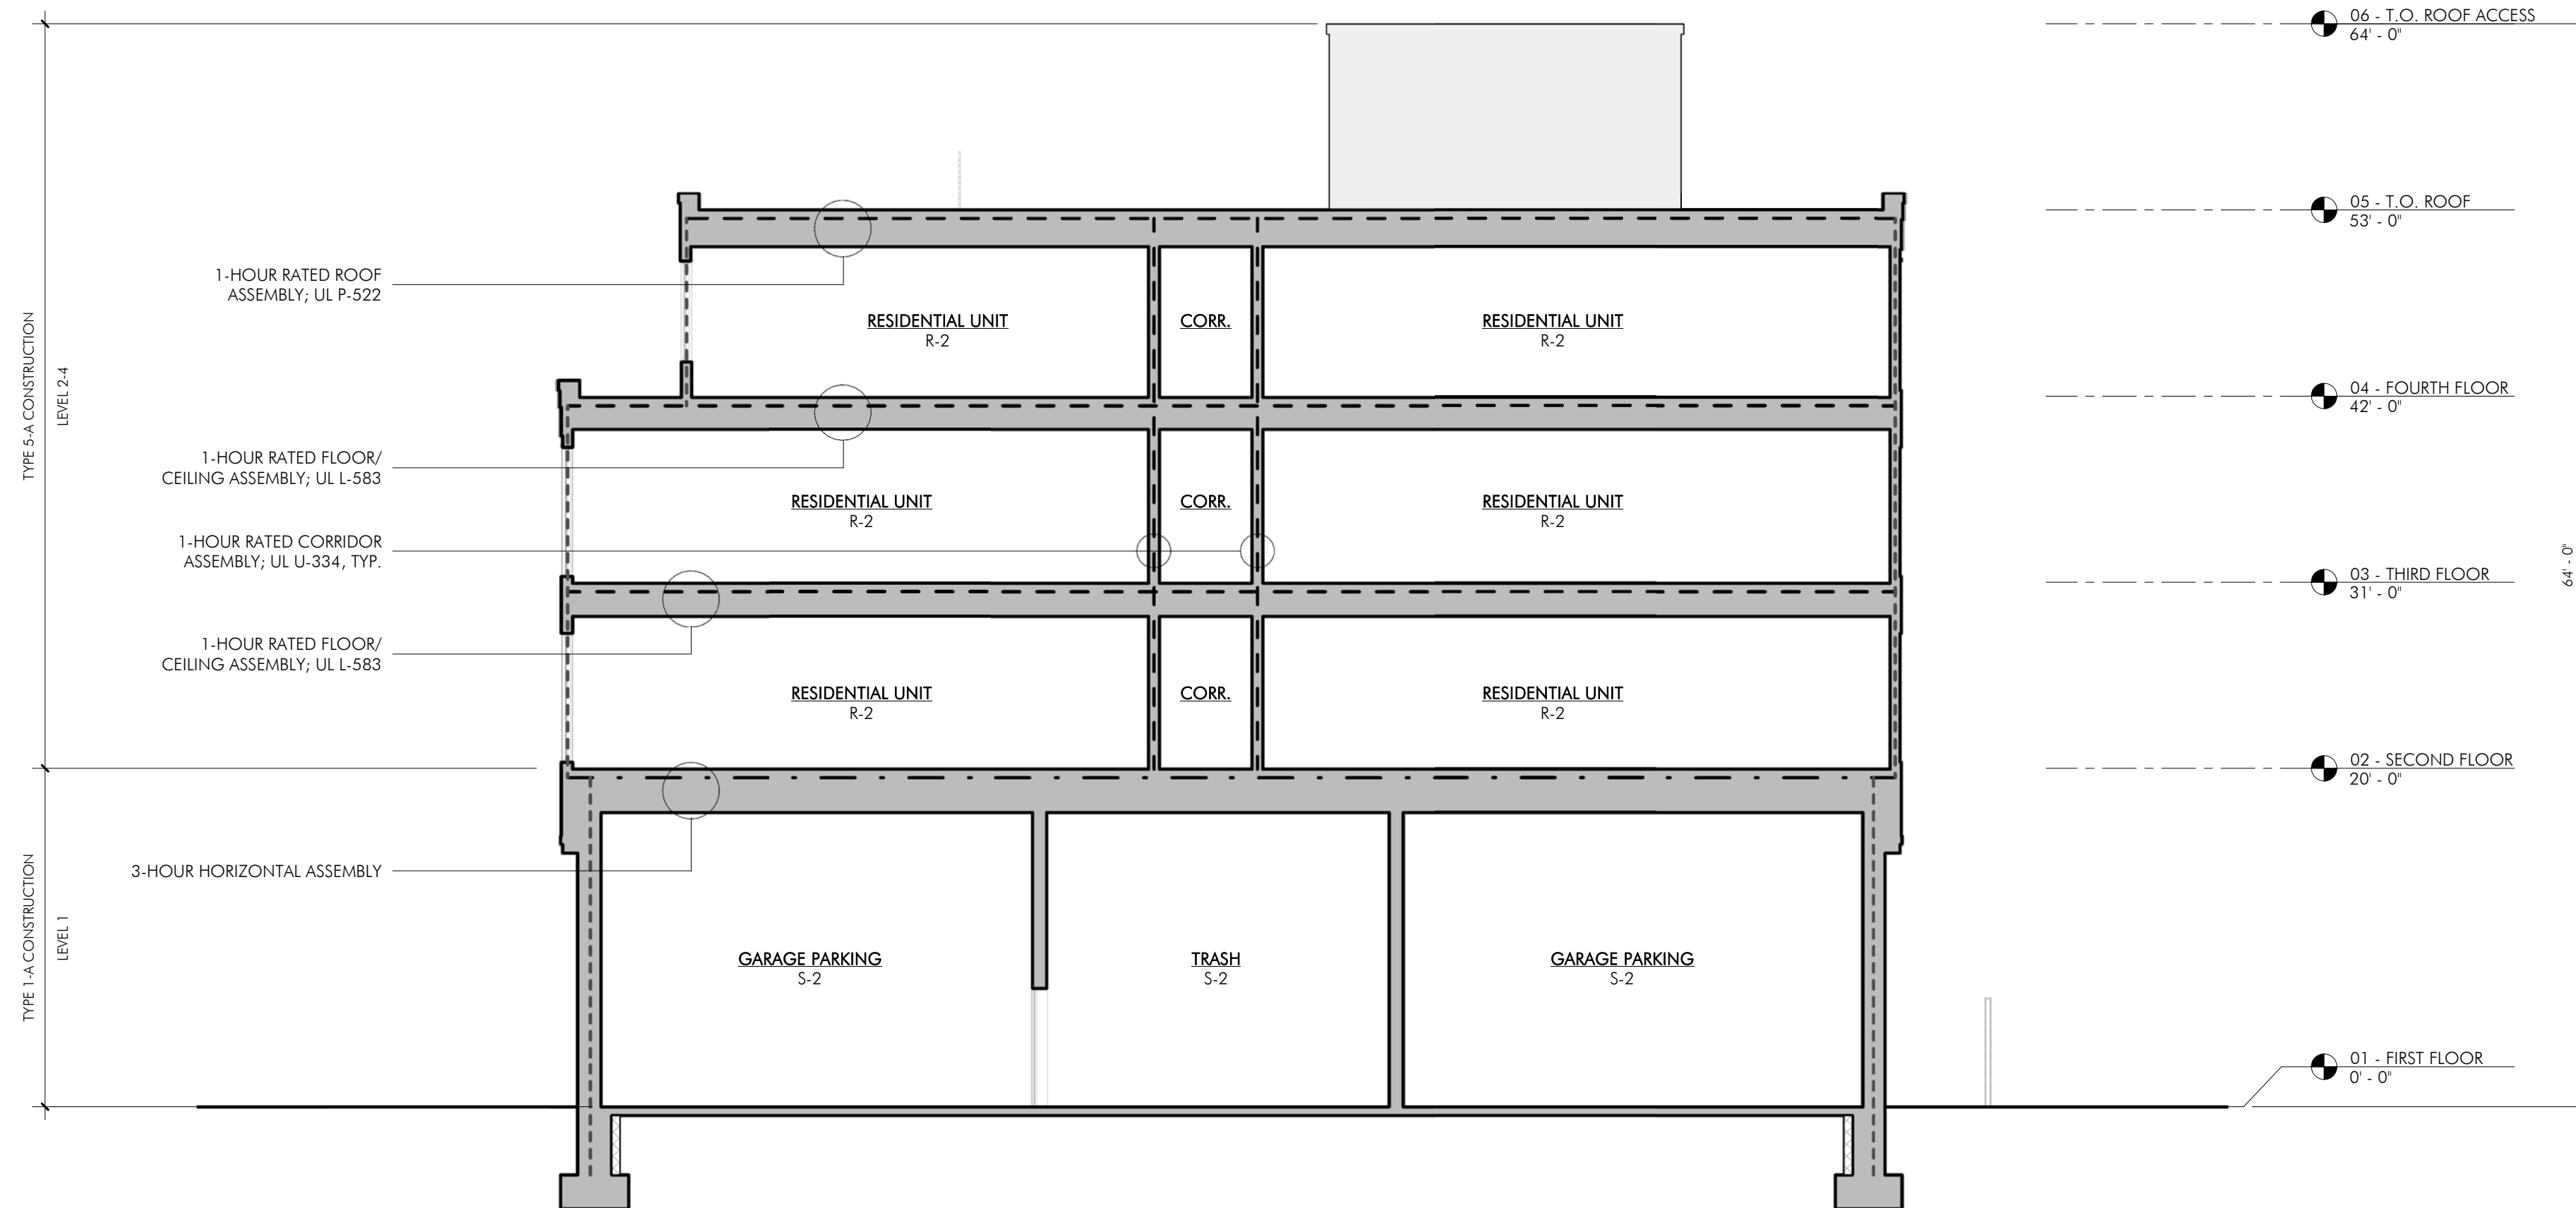 06 - T.O. ROOF ACCESS
64' - 0"
05 - T.O. ROOF
53' - 0"
1-HOUR RATED ROOF
ASSEMBLY; UL P-522
RESIDENTIAL UNIT
R-2
CORR.
RESIDENTIAL UNIT
R-2
TYPE 5-A CONSTRUCTION
LEVEL 2-4
04 - FOURTH FLOOR
42' - 0"
1-HOUR RATED FLOOR/
CEILING ASSEMBLY; UL L-583
RESIDENTIAL UNIT
R-2
CORR.
RESIDENTIAL UNIT
R-2
1-HOUR RATED CORRIDOR
ASSEMBLY; UL U-334, TYP.
03 - THIRD FLOOR
31' - 0"
64' - 0"
1-HOUR RATED FLOOR/
CEILING ASSEMBLY; UL L-583
RESIDENTIAL UNIT
R-2
CORR.
RESIDENTIAL UNIT
R-2
02 - SECOND FLOOR
20' - 0"
3-HOUR HORIZONTAL ASSEMBLY
TYPE 1-A CONSTRUCTION
LEVEL 1
GARAGE PARKING
S-2
TRASH
S-2
GARAGE PARKING
S-2
01 - FIRST FLOOR
0' - 0"